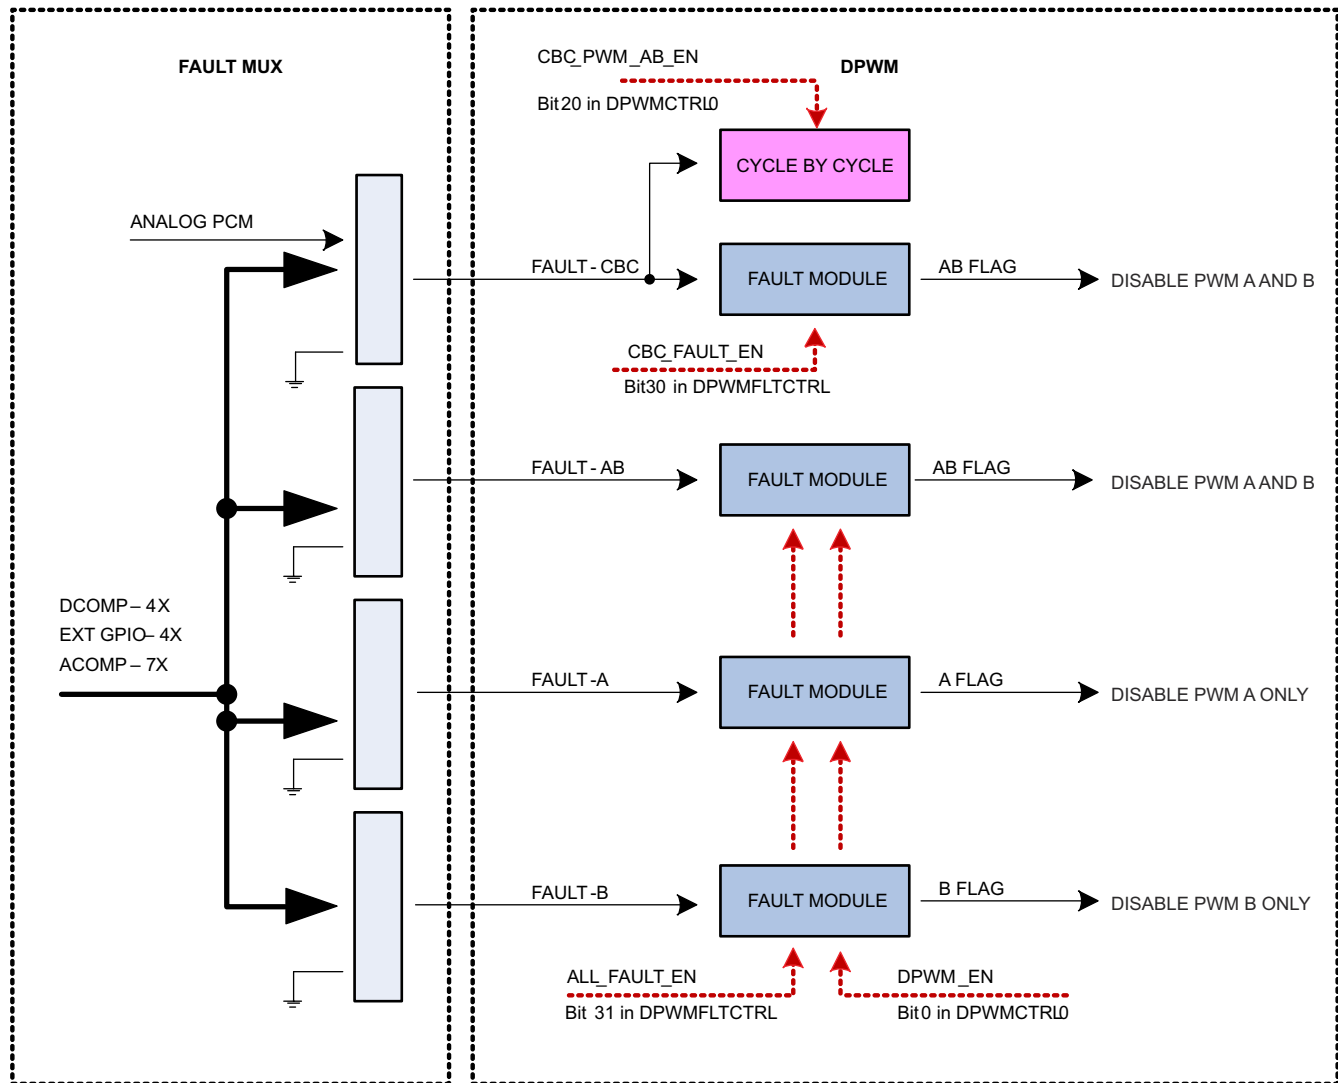 FAULT MUX
CBC_PWM_AB_EN
DPWM
Bit20 in DPWMCTRL0
CYCLE BY CYCLE
ANALOG PCM
FAULT - CBC
FAULT MODULE
AB FLAG
DISABLE PWM A AND B
CBC_FAULT_EN
Bit30 in DPWMFLTCTRL
FAULT - AB
FAULT MODULE
AB FLAG
DISABLE PWM A AND B
DCOMP – 4X
EXT GPIO – 4X
ACOMP – 7X
FAULT -A
FAULT MODULE
A FLAG
DISABLE PWM A ONLY
FAULT -B
FAULT MODULE
B FLAG
DISABLE PWM B ONLY
ALL_FAULT_EN
Bit 31 in DPWMFLTCTRL
DPWM _EN
Bit0 in DPWMCTRL0